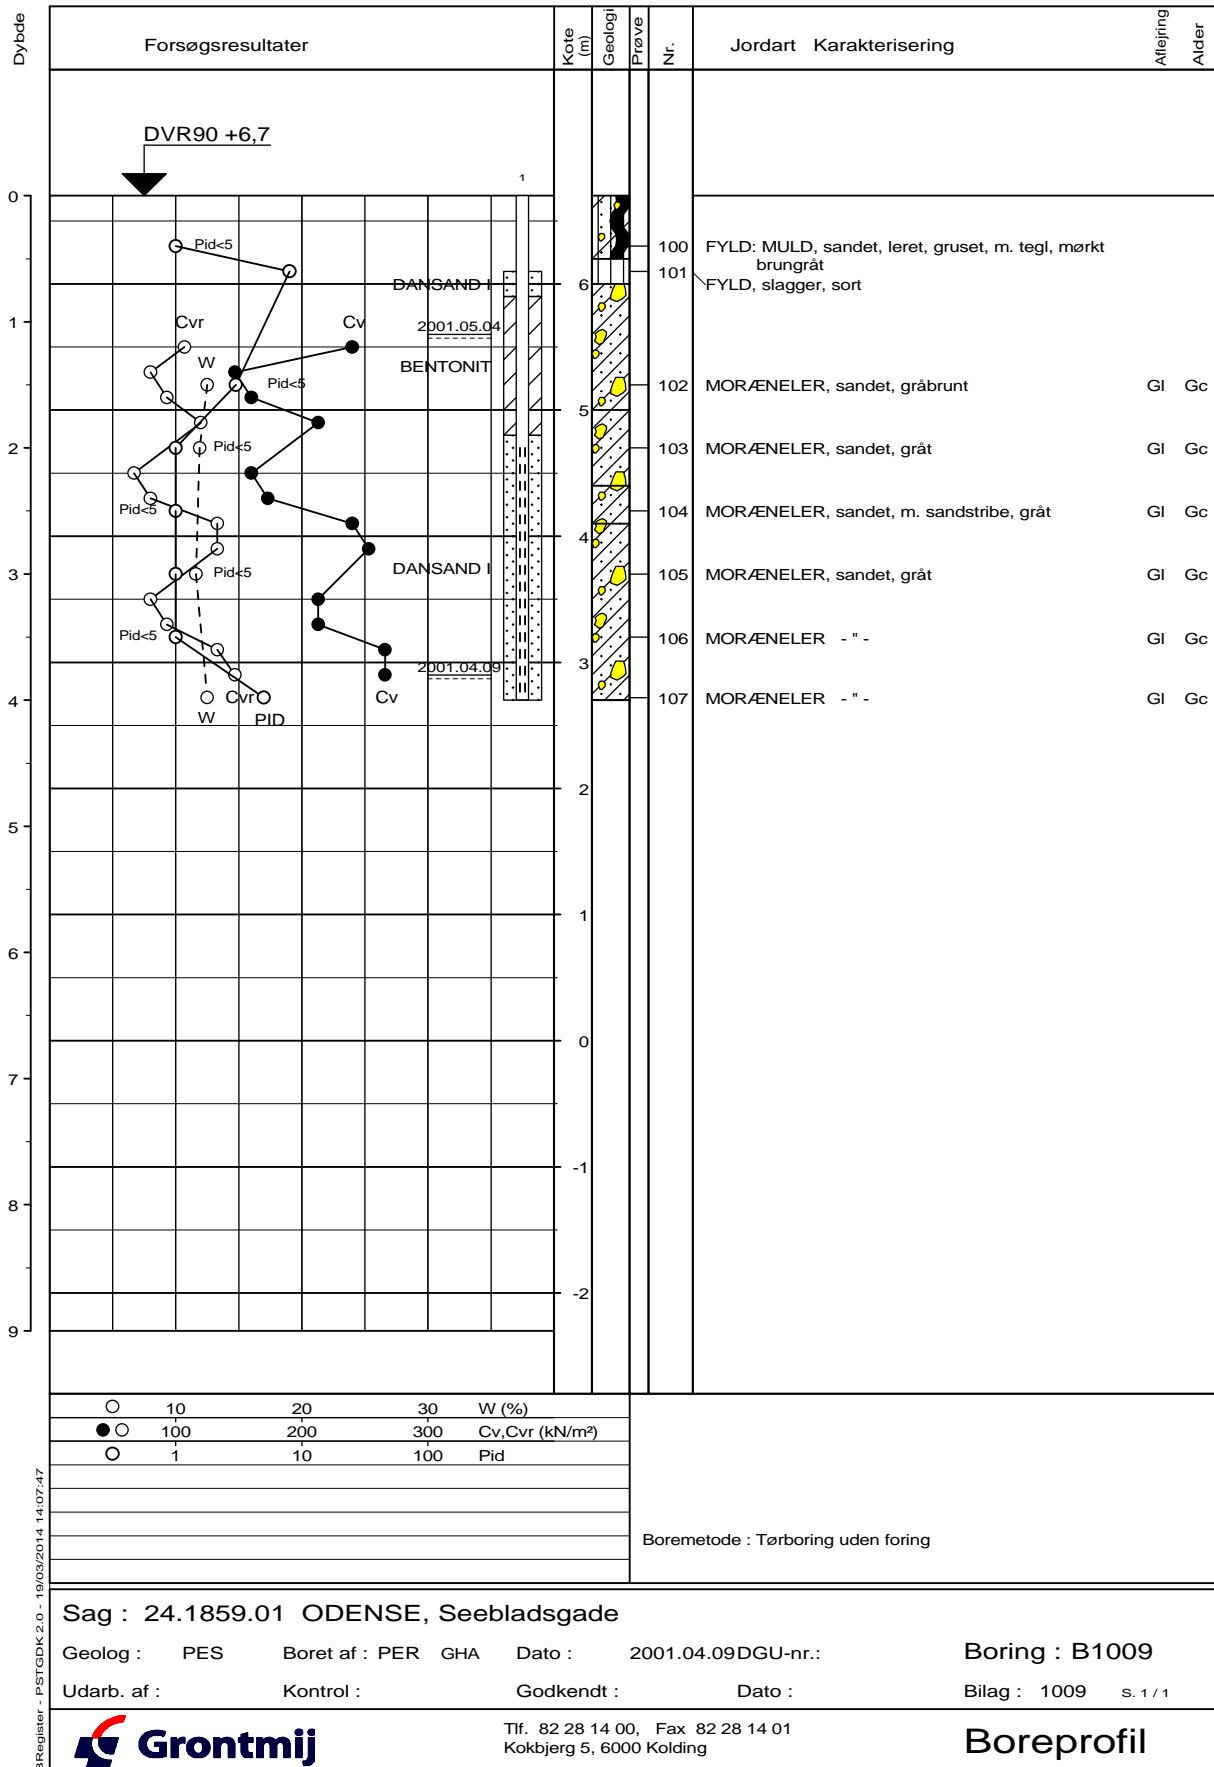 Dybde
Forsøgsresultater
Kote (m)
Geologi
Prøve
Nr.
Jordart Karakterisering
Aflejring
Alder
DVR90 +6,7
1
0
Pid<5
100 FYLD: MULD, sandet, leret, gruset, m. tegl, mørkt
brungråt
101 FYLD, slagger, sort
DANSAND I
6
1
Cvr
Cv
2001.05.04
W
BENTONIT
Pid<5
102 MORÆNELER, sandet, gråbrunt Gl Gc
5
2
Pid<5
103 MORÆNELER, sandet, gråt Gl Gc
Pid<5
104 MORÆNELER, sandet, m. sandstribe, gråt Gl Gc
4
3
Pid<5
DANSAND I
105 MORÆNELER, sandet, gråt Gl Gc
Pid<5
106 MORÆNELER - " - Gl Gc
3
2001.04.09
4
Cvr
Cv
107 MORÆNELER - " - Gl Gc
W
PID
2
5
1
6
0
7
-1
8
-2
9
10 20 30 W (%)
100 200 300 Cv,Cvr (kN/m²)
1 10 100 Pid
Boremetode : Tørboring uden foring
BRegister - PSTGDK 2.0 - 19/03/2014 14:07:47
Sag : 24.1859.01 ODENSE, Seebladsgade
Geolog : PES Boret af : PER GHA Dato : 2001.04.09 DGU-nr.: Boring : B1009
Udarb. af : Kontrol : Godkendt : Dato : Bilag : 1009 S. 1 / 1
Grontmij
Tlf. 82 28 14 00, Fax 82 28 14 01
Kokbjerg 5, 6000 Kolding
Boreprofil